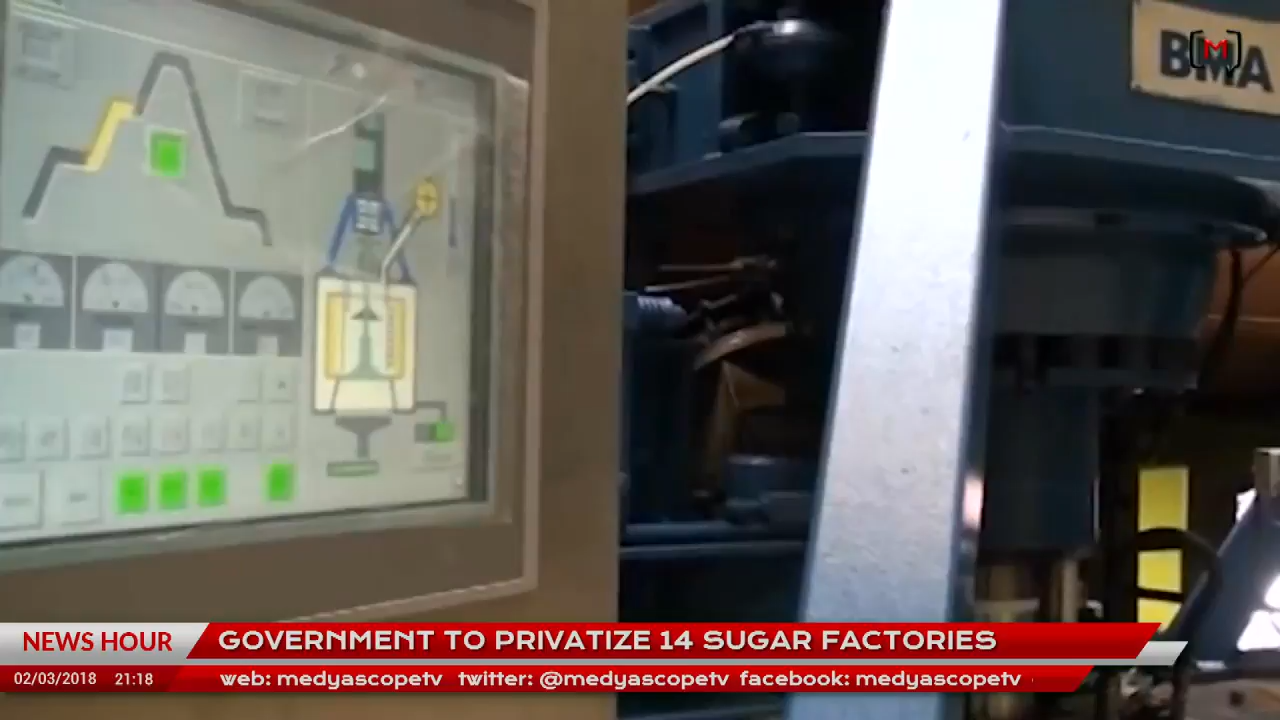 BMA
NEWS HOUR
GOVERNMENT TO PRIVATIZE 14 SUGAR FACTORIES
02/03/2018 21:18
web: medyascopetv twitter: @medyascopetv facebook: medyascopetv